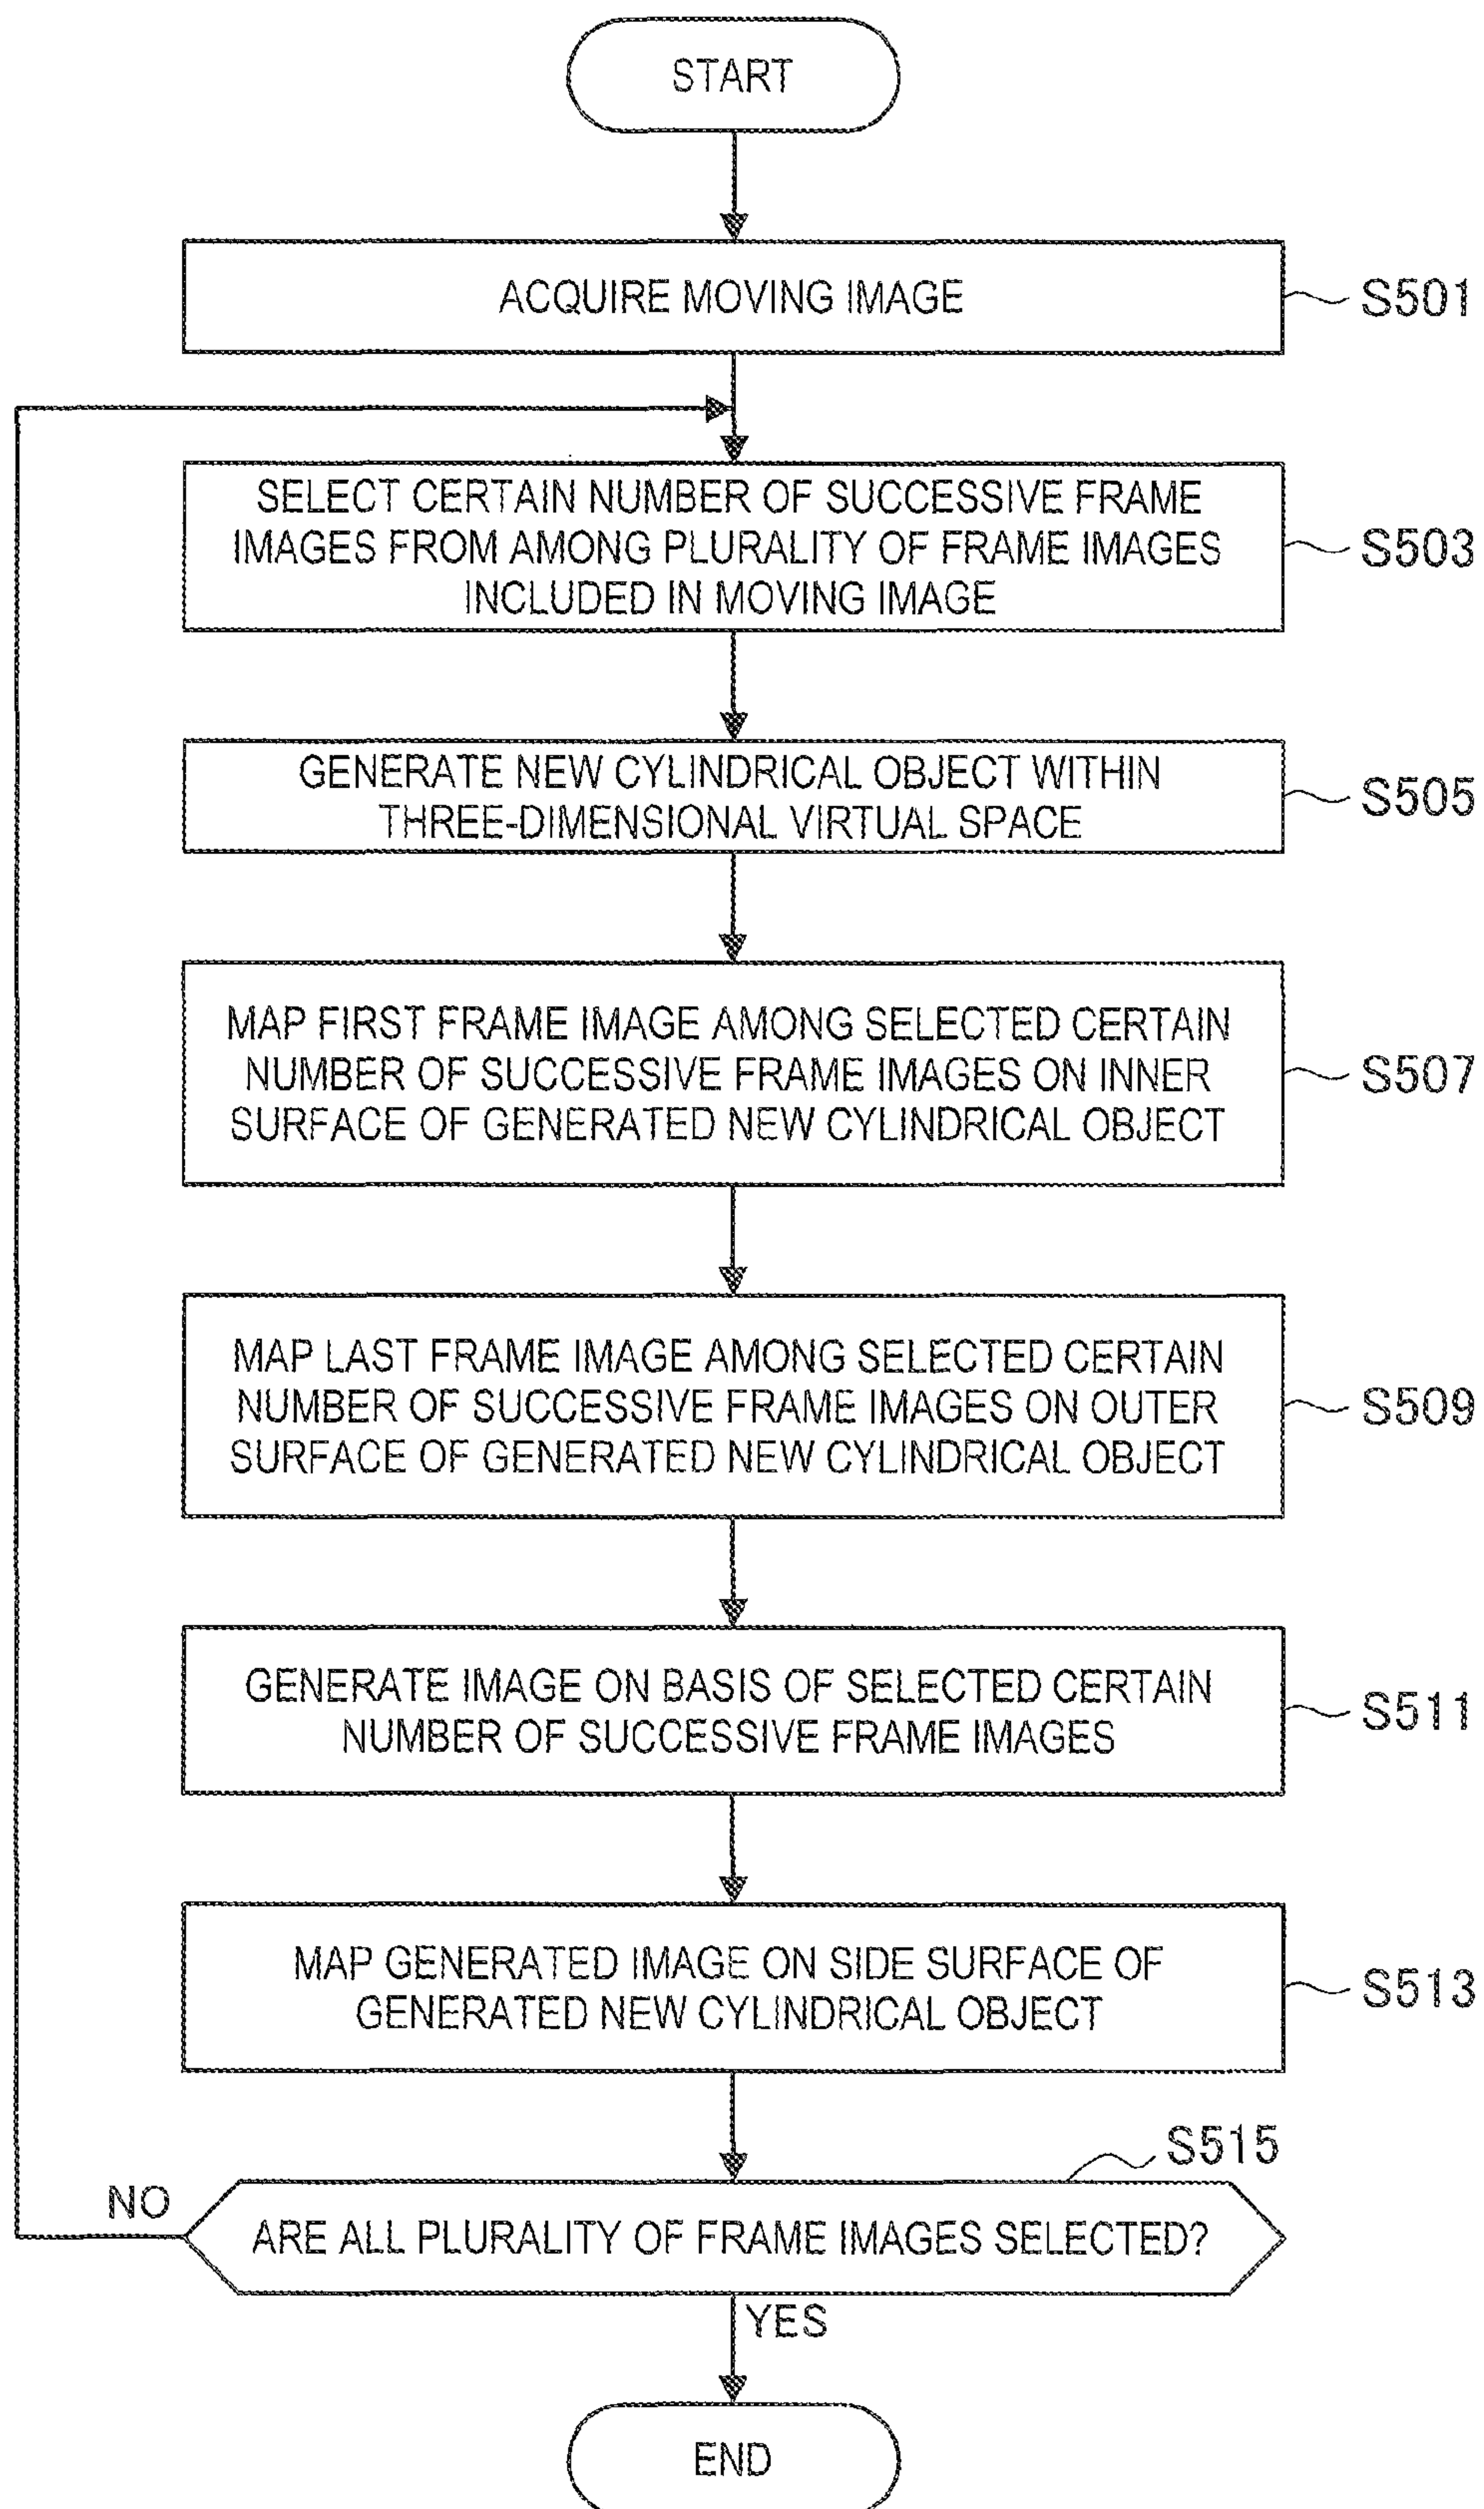 START
ACQUIRE MOVING IMAGE
S501
SELECT CERTAIN NUMBER OF SUCCESSIVE FRAME
IMAGES FROM AMONG PLURALITY OF FRAME IMAGES
INCLUDED IN MOVING IMAGE
S503
GENERATE NEW CYLINDRICAL OBJECT WITHIN
THREE-DIMENSIONAL VIRTUAL SPACE
S505
MAP FIRST FRAME IMAGE AMONG SELECTED CERTAIN
NUMBER OF SUCCESSIVE FRAME IMAGES ON INNER
SURFACE OF GENERATED NEW CYLINDRICAL OBJECT
S507
MAP LAST FRAME IMAGE AMONG SELECTED CERTAIN
NUMBER OF SUCCESSIVE FRAME IMAGES ON OUTER
SURFACE OF GENERATED NEW CYLINDRICAL OBJECT
S509
GENERATE IMAGE ON BASIS OF SELECTED CERTAIN
NUMBER OF SUCCESSIVE FRAME IMAGES
S511
MAP GENERATED IMAGE ON SIDE SURFACE OF
GENERATED NEW CYLINDRICAL OBJECT
S513
S515
NO
ARE ALL PLURALITY OF FRAME IMAGES SELECTED?
YES
END